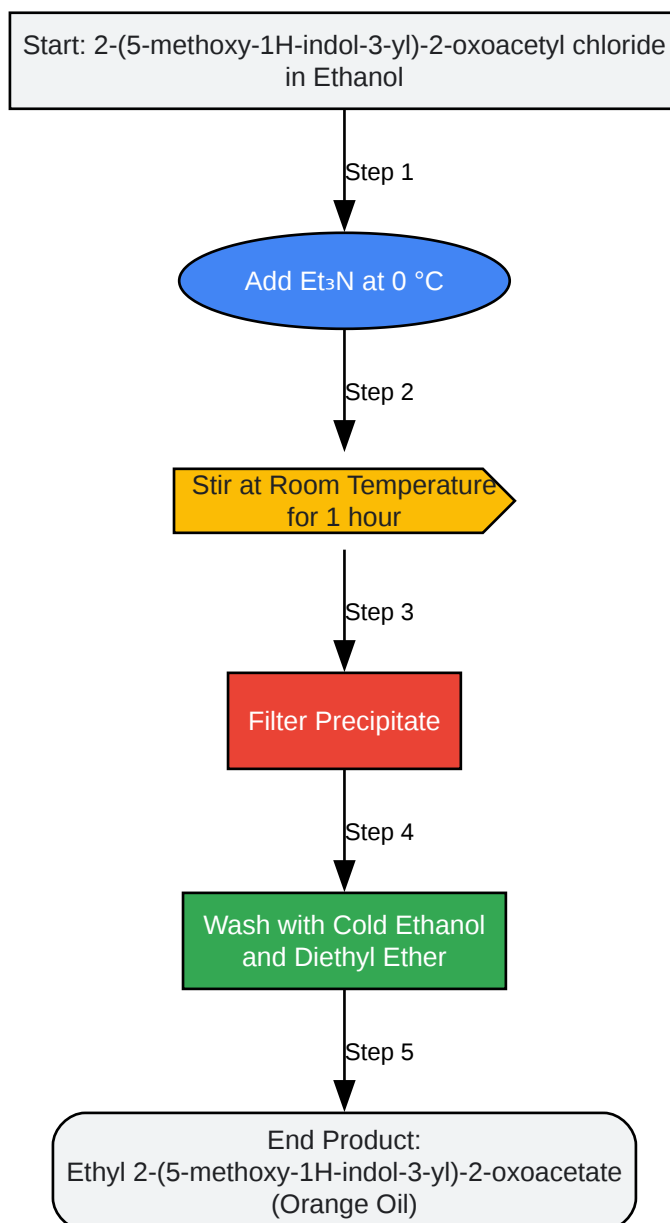 Start: 2-(5-methoxy-1H-indol-3-yl)-2-oxoacetyl chloride
in Ethanol
Step 1
Add Et₃N at 0 °C
Step 2
Stir at Room Temperature
for 1 hour
Step 3
Filter Precipitate
Step 4
Wash with Cold Ethanol
and Diethyl Ether
Step 5
End Product:
Ethyl 2-(5-methoxy-1H-indol-3-yl)-2-oxoacetate
(Orange Oil)